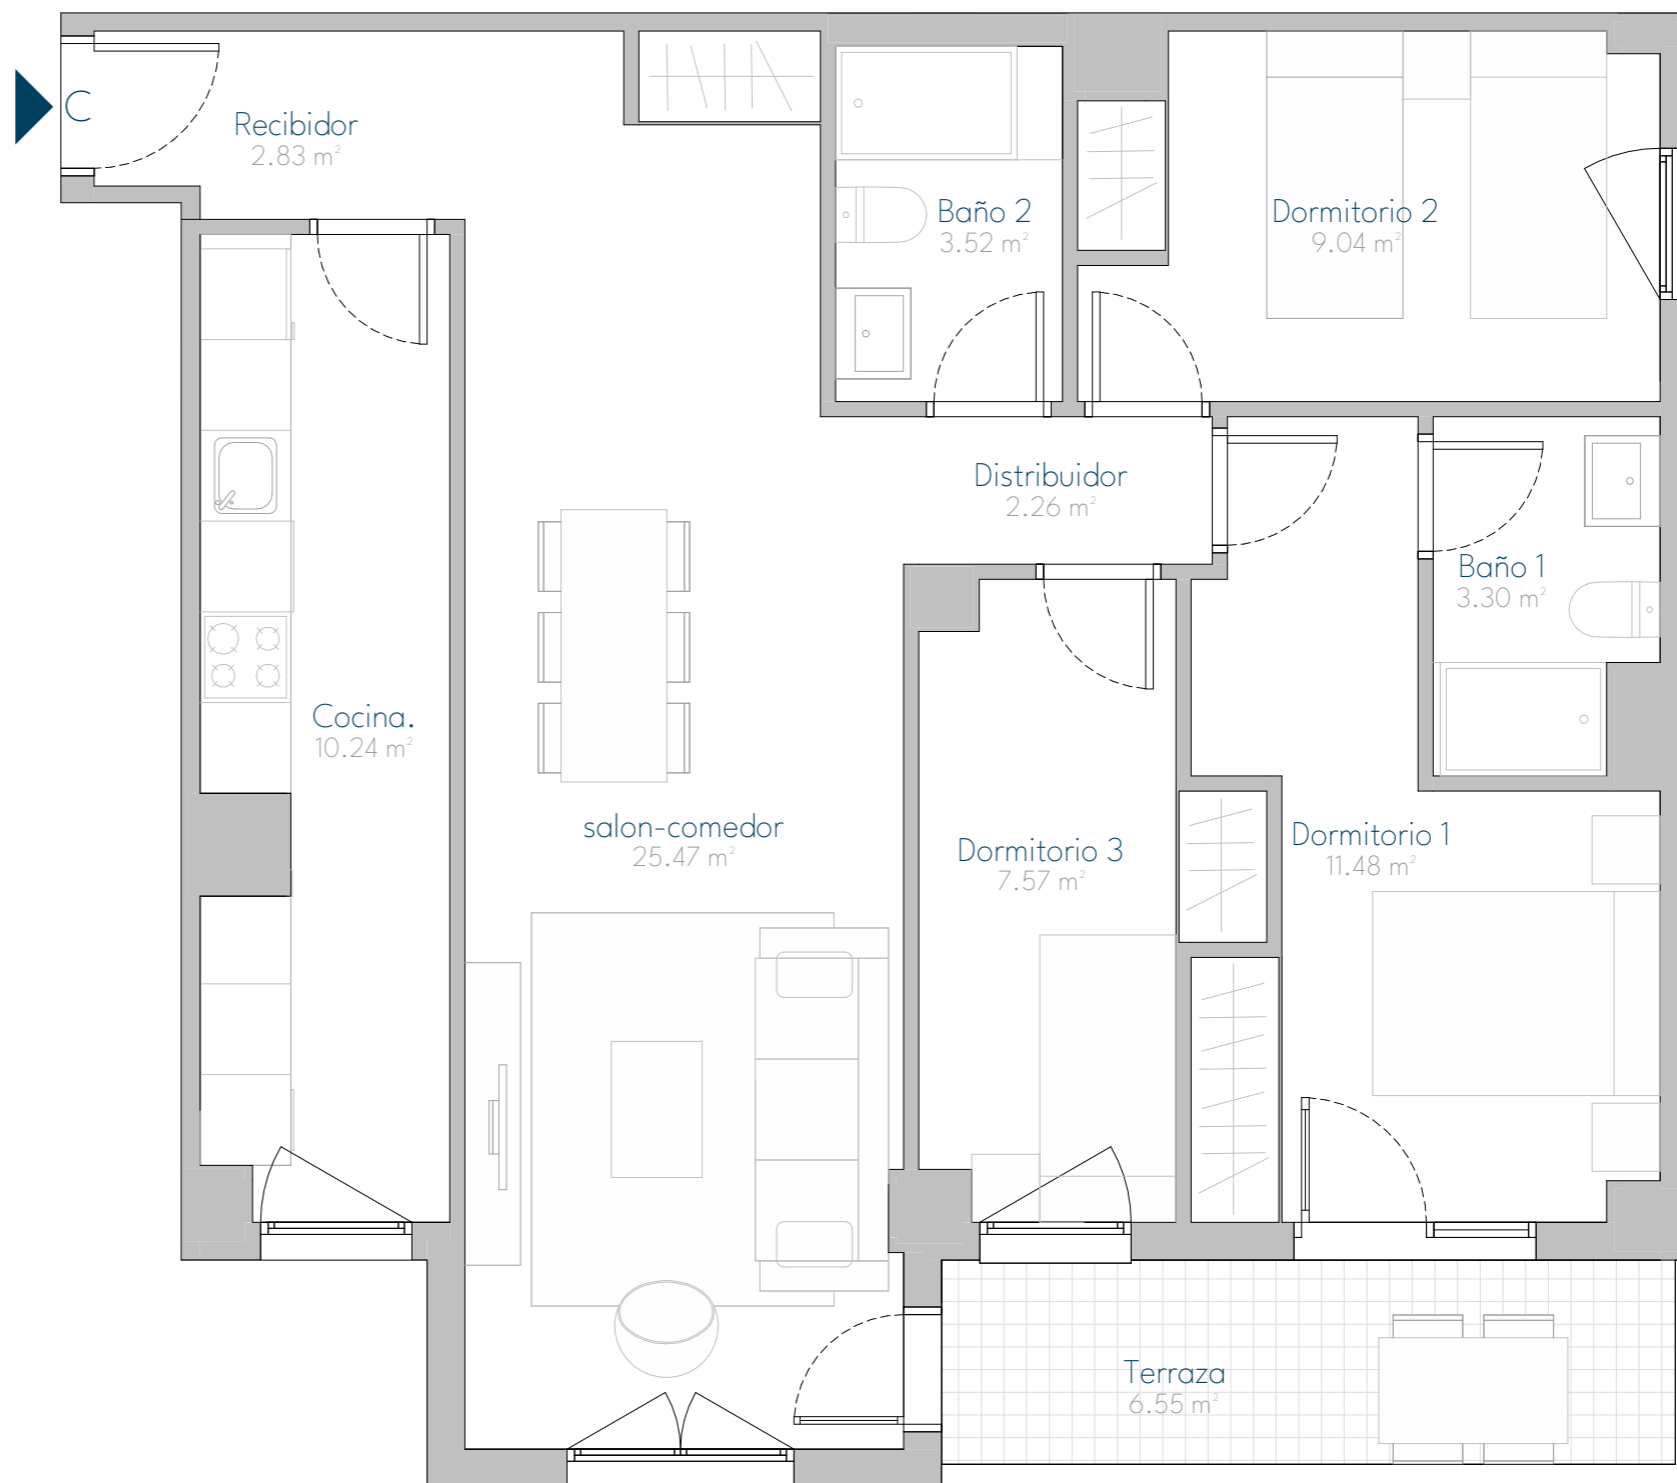 C
Recibidor
2.83 m²
Baño 2
3.52 m²
Dormitorio 2
9.04 m²
Distribuidor
2.26 m²
Baño 1
3.30 m²
Cocina.
10.24 m²
salon-comedor
25.47 m²
Dormitorio 3
7.57 m²
Dormitorio 1
11.48 m²
Terraza
6.55 m²